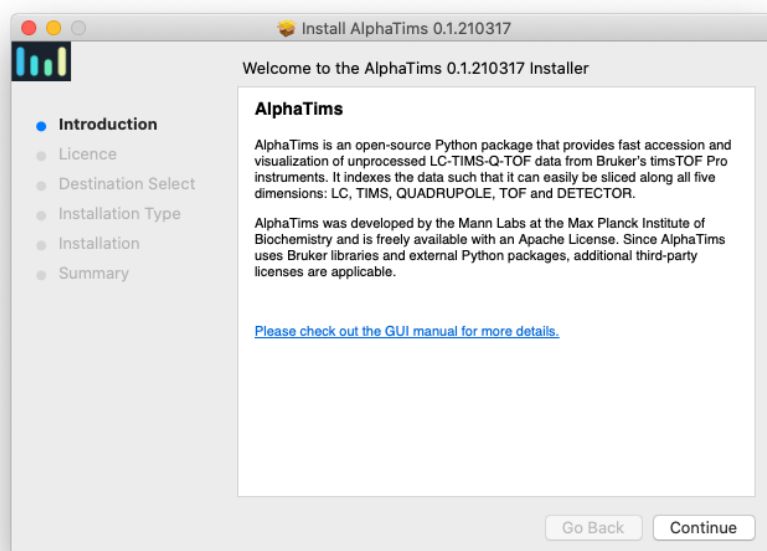 Install AlphaTims 0.1.210317
Welcome to the AlphaTims 0.1.210317 Installer
Introduction
Licence
Destination Select
Installation Type
Installation
Summary
AlphaTims
AlphaTims is an open-source Python package that provides fast accession and
visualization of unprocessed LC-TIMS-Q-TOF data from Bruker's timsTOF Pro
instruments. It indexes the data such that it can easily be sliced along all five
dimensions: LC, TIMS, QUADRUPOLE, TOF and DETECTOR.
AlphaTims was developed by the Mann Labs at the Max Planck Institute of
Biochemistry and is freely available with an Apache License. Since AlphaTims
uses Bruker libraries and external Python packages, additional third-party
licenses are applicable.
Please check out the GUI manual for more details.
Go Back
Continue